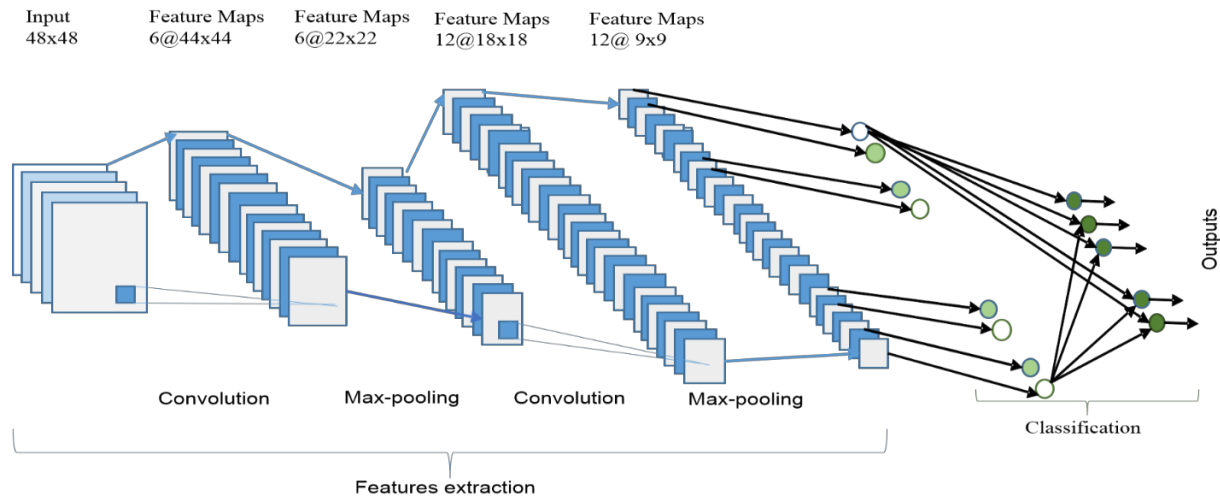 Input
48x48
Feature Maps
6@44x44
Feature Maps
6@22x22
Feature Maps
12@18x18
Feature Maps
12@ 9x9
Outputs
Convolution
Max-pooling
Convolution
Max-pooling
Classification
Features extraction